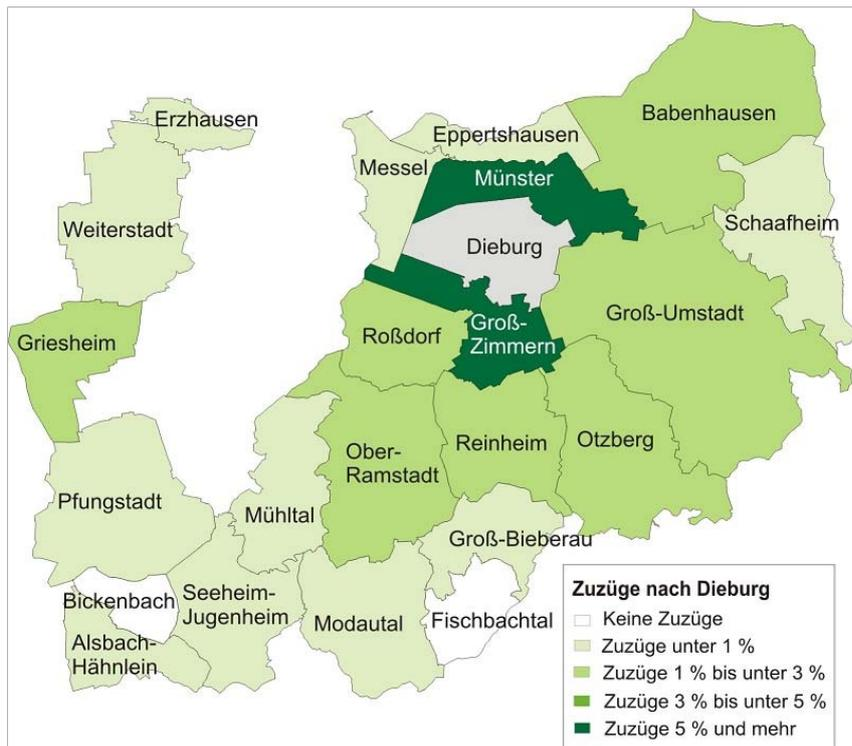 Erzhausen
Babenhausen
Eppertshausen
Messel
Münster
Schaafheim
Weiterstadt
Dieburg
Groß-Umstadt
Griesheim
Roßdorf
Groß-
Zimmern
Ober-
Ramstadt
Reinheim
Otzberg
Pfungstadt
Mühltal
Groß-Bieberau
Bickenbach
Seeheim-
Jugenheim
Modautal
Fischbachtal
Alsbach-
Hähnlein
Zuzüge nach Dieburg
Keine Zuzüge
Zuzüge unter 1 %
Zuzüge 1 % bis unter 3 %
Zuzüge 3 % bis unter 5 %
Zuzüge 5 % und mehr